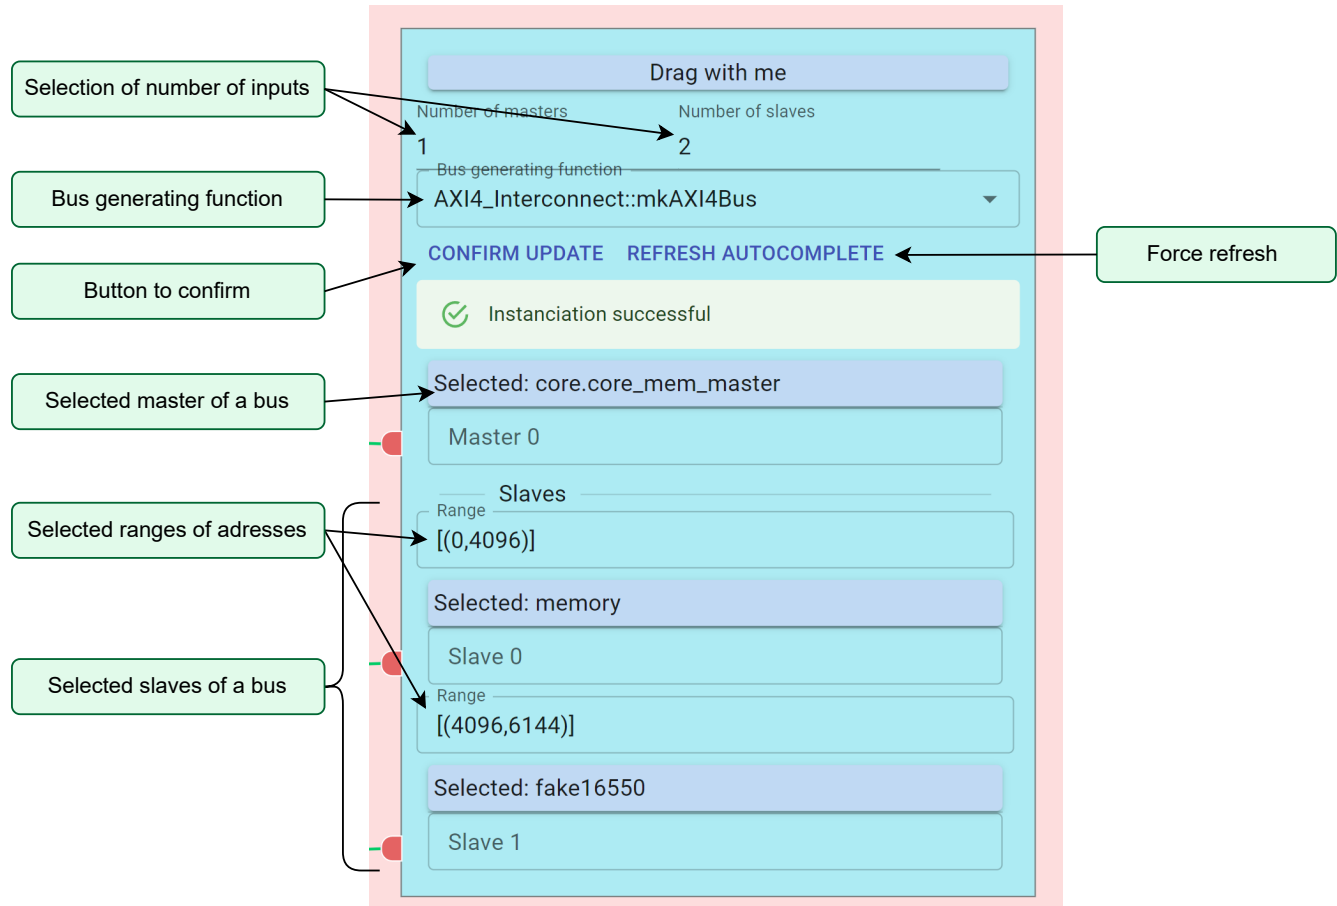 Drag with me
Selection of number of inputs
Number of masters
Number of slaves
1
2
Bus generating function
Bus generating function
AXI4_Interconnect::mkAXI4Bus
CONFIRM UPDATE
REFRESH AUTOCOMPLETE
Force refresh
Button to confirm
Instanciation successful
Selected master of a bus
Selected: core.core_mem_master
Master 0
Slaves
Selected ranges of adresses
Range
[(0,4096)]
Selected: memory
Slave 0
Selected slaves of a bus
Range
[(4096,6144)]
Selected: fake16550
Slave 1